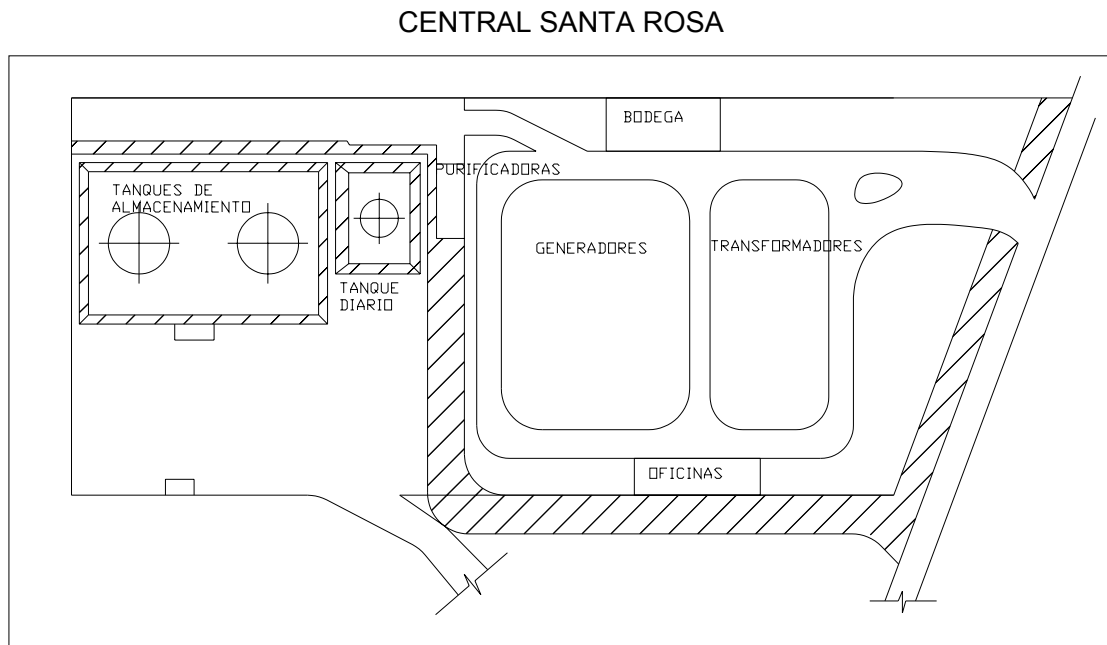 CENTRAL SANTA ROSA
BODEGA
PURIFICADORAS
TANQUES DE
ALMACENAMIENTO
GENERADORES
TRANSFORMADORES
TANQUE
DIARIO
OFICINAS